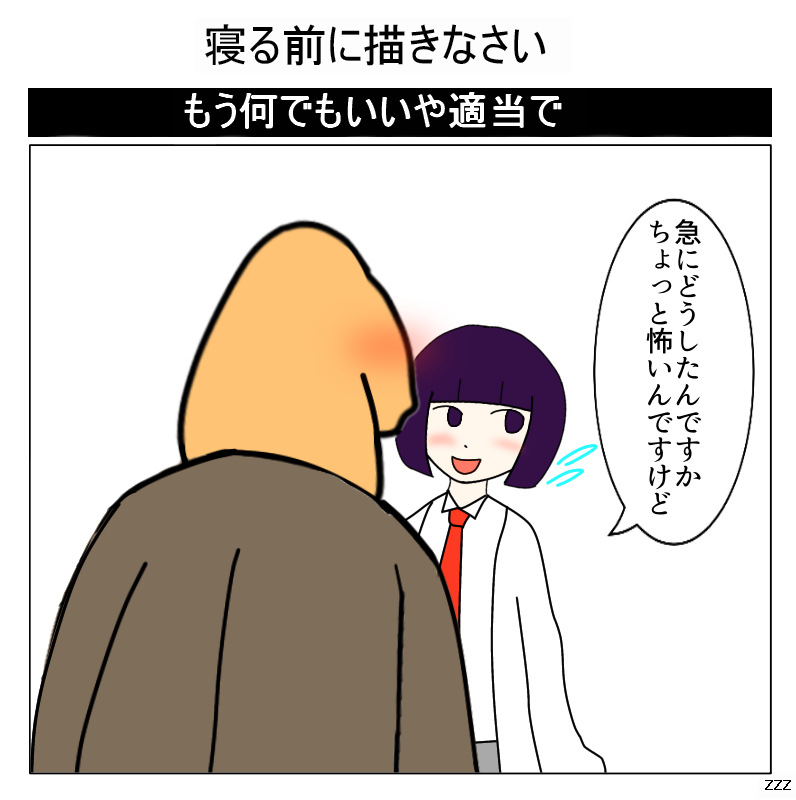 寝る前に描きなさい
もう何でもいいや適当で
急にどうしたんですか
ちょっと怖いんですけど
zzz